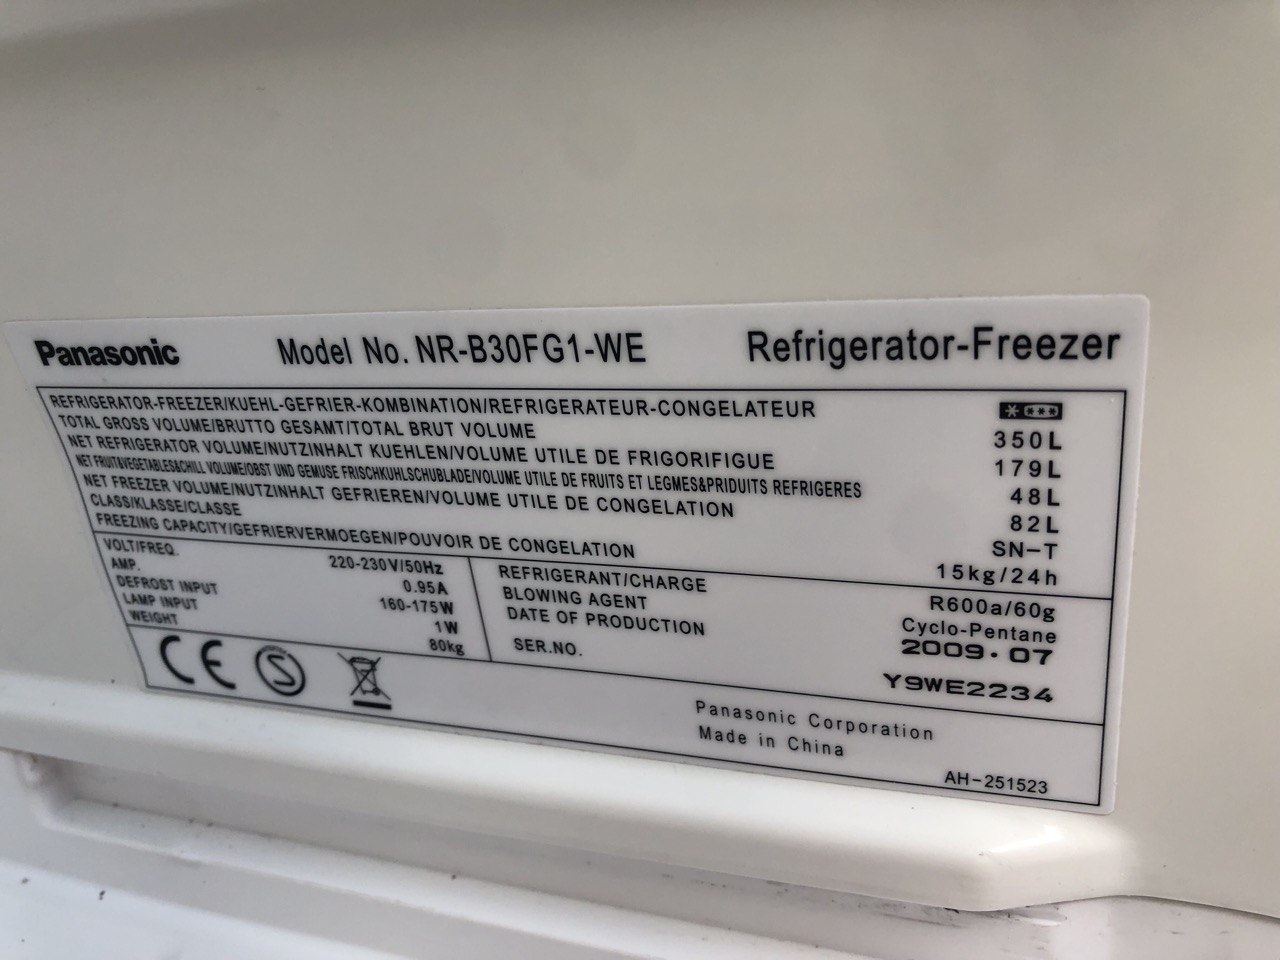 Panasonic Model No. NR-B30FG1-WE Refrigerator-Freezer
REFRIGERATOR-FREEZER/KUEHL-GEFRIER-KOMBINATION/REFRIGERATEUR-CONGELATEUR
TOTAL GROSS VOLUME/BRUTTO GESAMT/TOTAL BRUT VOLUME 350L
NET REFRIGERATOR VOLUME/NUTZINHALT KUEHLEN/VOLUME UTILE DE FRIGORIFIGUE 179L
NET FRUIT&VEGETABLES&CHILL VOLUME/OBST UND GEMUSE FRISCHKUHLSCHUBLADE/VOLUME UTILE DE FRUITS ET LEGMES&PRIDUITS REFRIGERES 48L
NET FREEZER VOLUME/NUTZINHALT GEFRIEREN/VOLUME UTILE DE CONGELATION 82L
CLASS/KLASSE/CLASSE SN-T
FREEZING CAPACITY/GEFRIERVERMOEGEN/POUVOIR DE CONGELATION 15kg/24h
VOLT/FREQ. 220-230V/50Hz
AMP. 0.95A
DEFROST INPUT 160-175W
LAMP INPUT 1W
WEIGHT 80kg
REFRIGERANT/CHARGE R600a/60g
BLOWING AGENT Cyclo-Pentane
DATE OF PRODUCTION 2009.07
SER.NO. Y9WE2234
CE S
Panasonic Corporation
Made in China
AH-251523